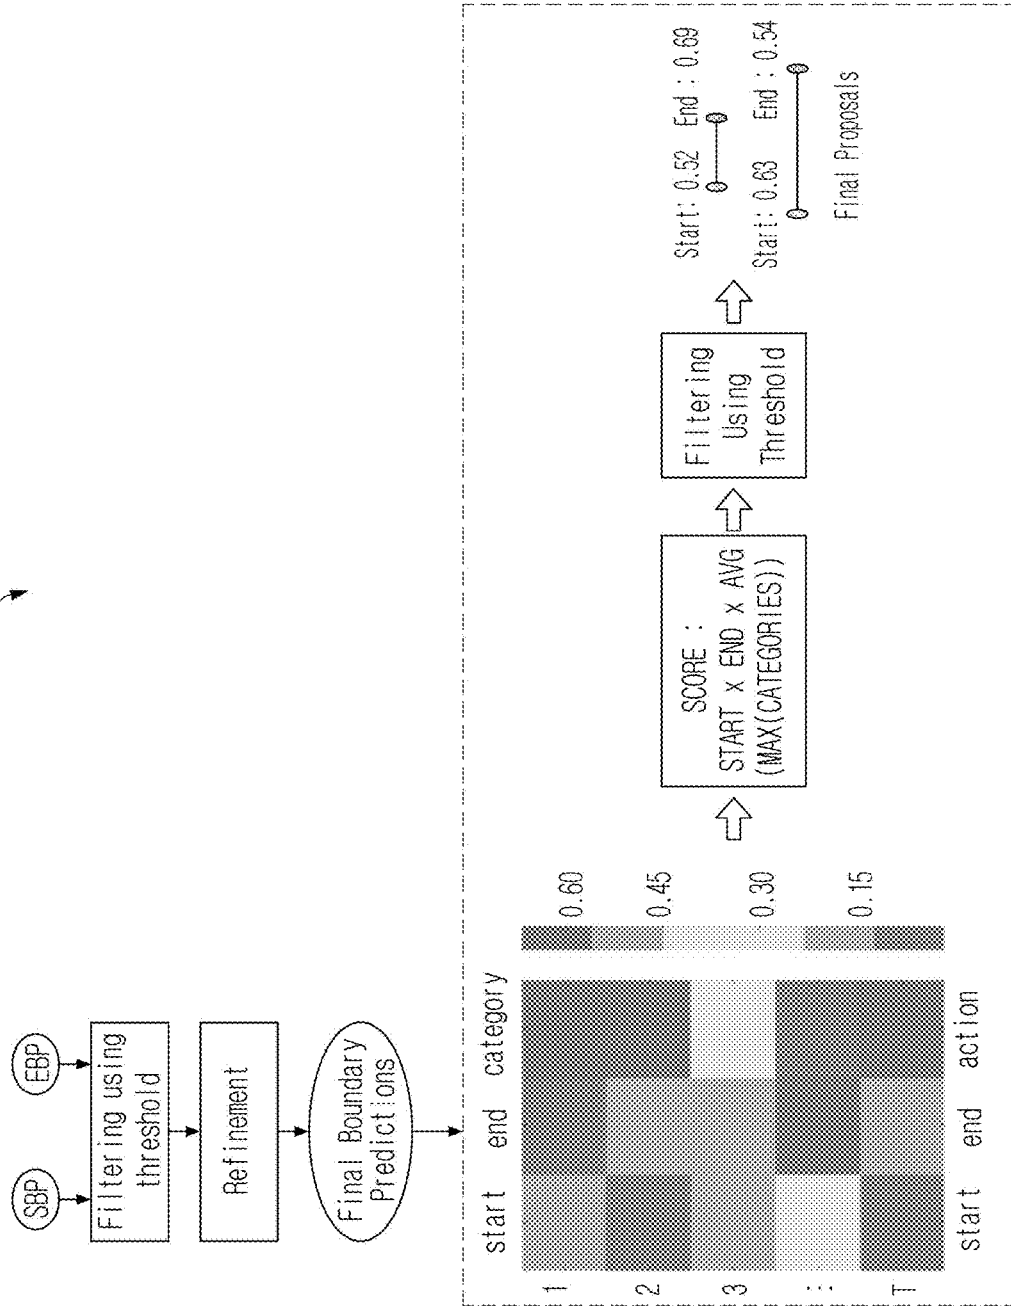 SBP
EBP
Filtering using
threshold
Refinement
Final Boundary
Predictions
start end category
1
2
3
⋮
T
start end action
0.60
0.45
0.30
0.15
SCORE :
START x END x AVG
(MAX(CATEGORIES))
Filtering
Using
Threshold
Start: 0.52 End : 0.69
Start: 0.63 End : 0.54
Final Proposals